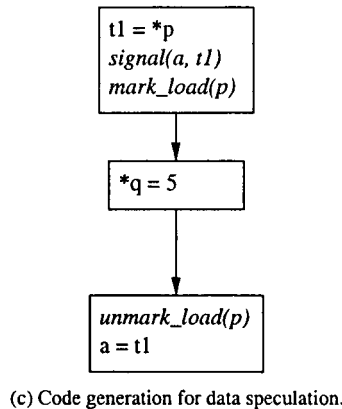 t1 = *p
signal(a, t1)
mark_load(p)
*q = 5
unmark_load(p)
a = t1
(c) Code generation for data speculation.